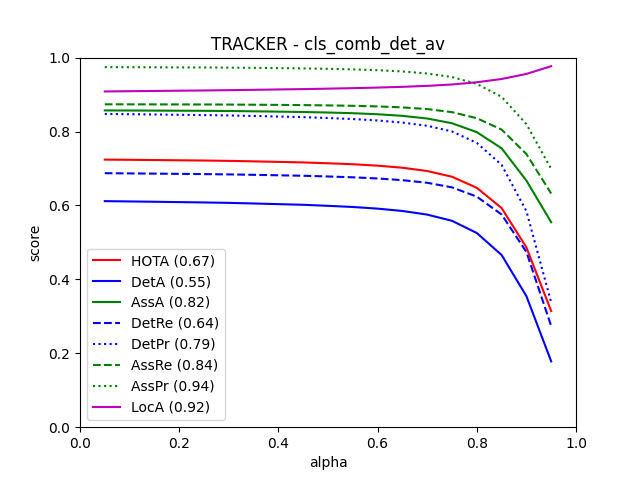 TRACKER - cls_comb_det_av
1.0
0.8
0.6
0.4
0.2
0.0
score
HOTA (0.67)
DetA (0.55)
AssA (0.82)
DetRe (0.64)
DetPr (0.79)
AssRe (0.84)
AssPr (0.94)
LocA (0.92)
0.0 0.2 0.4 0.6 0.8 1.0
alpha